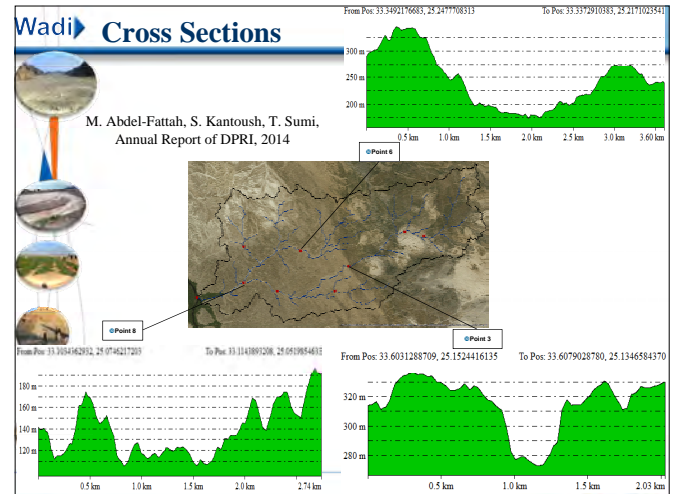 Wadi
Cross Sections
M. Abdel-Fattah, S. Kantoush, T. Sumi,
Annual Report of DPRI, 2014
From Pos: 33.3492176683, 25.2477708313 To Pos: 33.3372910383, 25.2171023541
300 m
250 m
200 m
0.5 km 1.0 km 1.5 km 2.0 km 2.5 km 3.0 km 3.60 km
Point 6
Point 8
Point 3
From Pos: 33.1034362932, 25.0746217203 To Pos: 33.1143893208, 25.0519854633
180 m
160 m
140 m
120 m
0.5 km 1.0 km 1.5 km 2.0 km 2.74 km
From Pos: 33.6031288709, 25.1524416135 To Pos: 33.6079028780, 25.1346584370
320 m
300 m
280 m
0.5 km 1.0 km 1.5 km 2.03 km